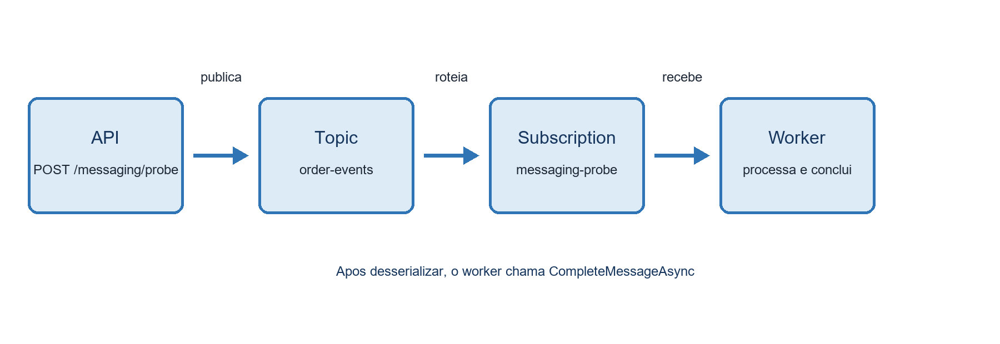 publica
roteia
recebe
API
Topic
Subscription
Worker
POST /messaging/probe
order-events
messaging-probe
processa e conclui
Apos desserializar, o worker chama CompleteMessageAsync